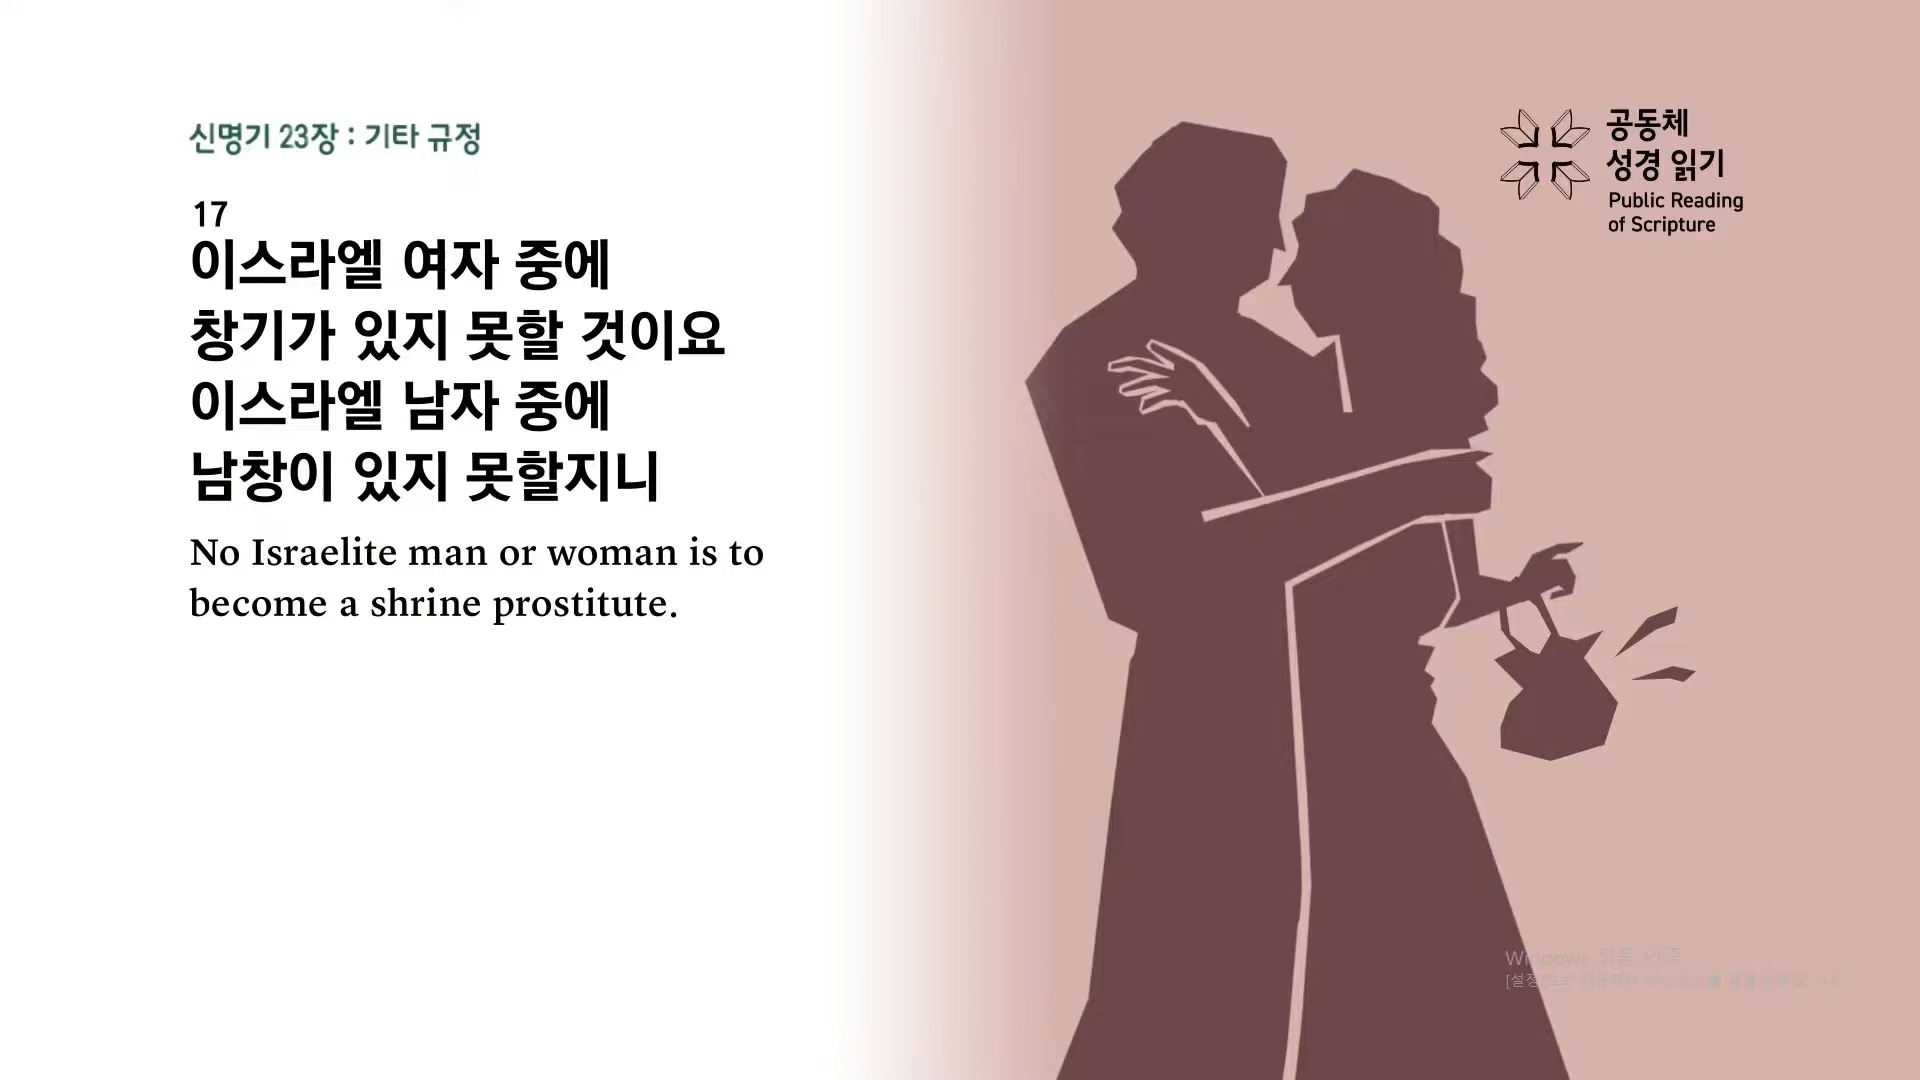 신명기 23장 : 기타 규정
17
이스라엘 여자 중에
창기가 있지 못할 것이요
이스라엘 남자 중에
남창이 있지 못할지니
No Israelite man or woman is to
become a shrine prostitute.
공동체
성경 읽기
Public Reading
of Scripture
Windows